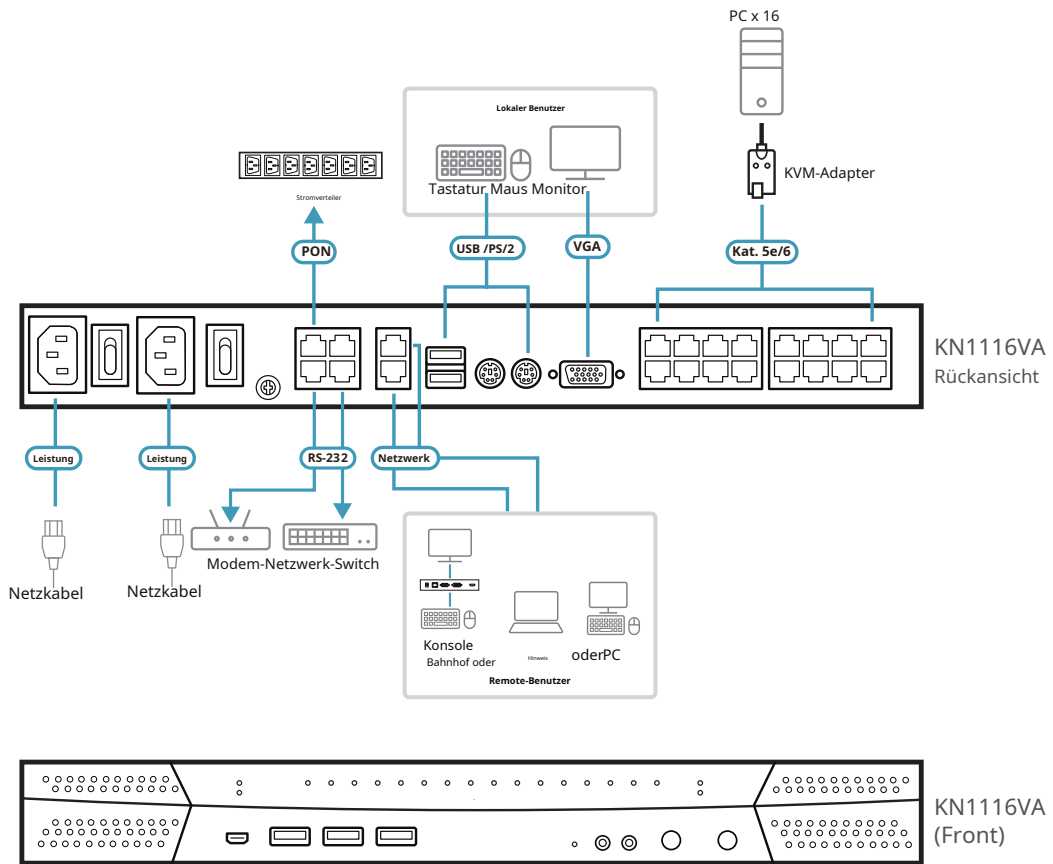 PC x 16
Lokaler Benutzer
KVM-Adapter
Tastatur Maus Monitor
Stromverteiler
PON
USB /PS/2
VGA
Kat. 5e/6
KN1116VA
Rückansicht
Leistung
Leistung
RS-232
Netzwerk
Modem-Netzwerk-Switch
Netzkabel
Netzkabel
Konsole
Bahnhof oder
Hinweis
oderPC
Remote-Benutzer
KN1116VA
(Front)